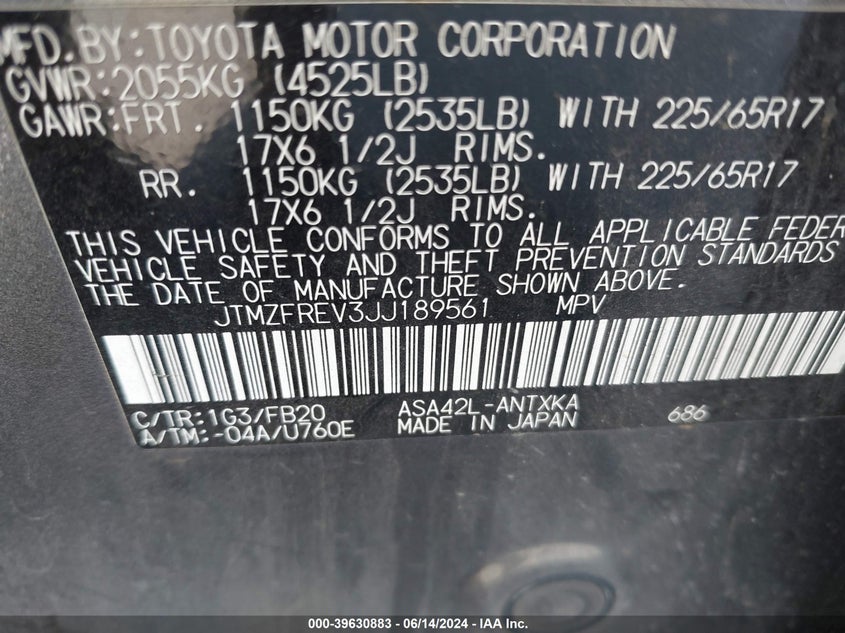 MFD.BY:TOYOTA MOTOR CORPORATION
GVWR:2055KG (4525LB)
GAWR:FRT. 1150KG (2535LB) WITH 225/65R17
17X6 1/2J RIMS.
RR. 1150KG (2535LB) WITH 225/65R17
17X6 1/2J RIMS.
THIS VEHICLE CONFORMS TO ALL APPLICABLE FEDER
VEHICLE SAFETY AND THEFT PREVENTION STANDARDS
THE DATE OF MANUFACTURE SHOWN ABOVE.
JTMZFREV3JJ189561 MPV
C/TR:1G3/FB20 ASA42L-ANTXKA 686
A/TM:-04A/U760E MADE IN JAPAN
000-39630883 - 06/14/2024 - IAA Inc.